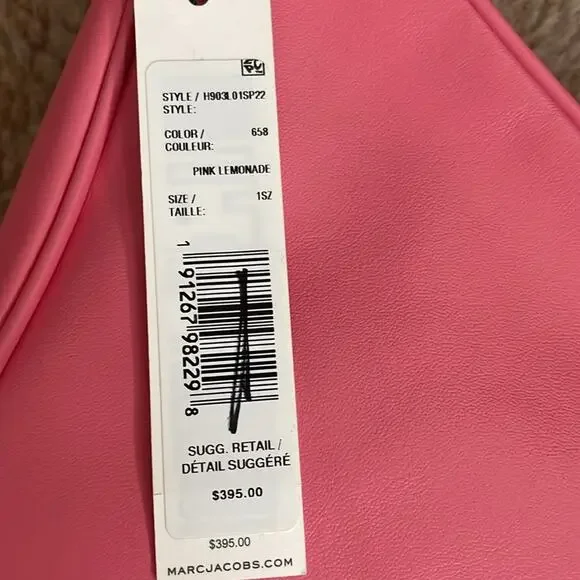 STYLE / H903L01SP22
STYLE:
COLOR / 658
COULEUR:
PINK LEMONADE
SIZE / 1SZ
TAILLE:
1 91267 98229 8
SUGG. RETAIL /
DÉTAIL SUGGÉRÉ
$395.00
$395.00
MARCJACOBS.COM